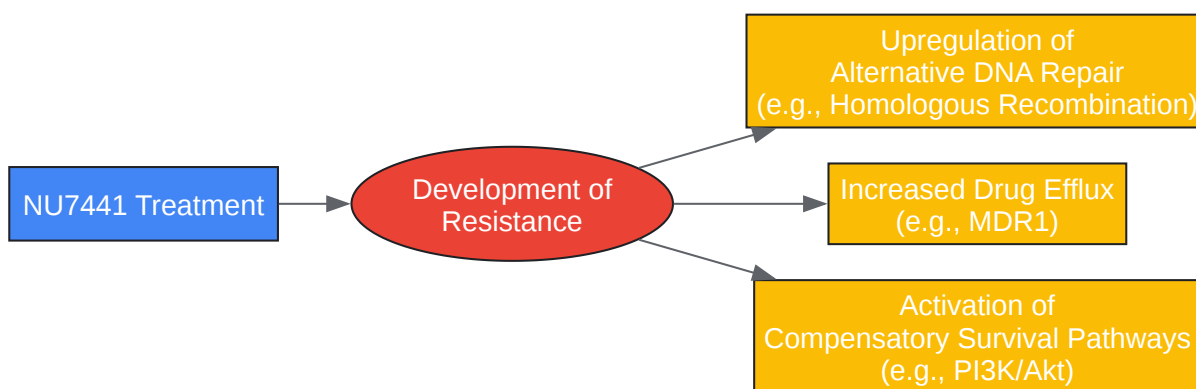 NU7441 Treatment
Development of
Resistance
Upregulation of
Alternative DNA Repair
(e.g., Homologous Recombination)
Increased Drug Efflux
(e.g., MDR1)
Activation of
Compensatory Survival Pathways
(e.g., PI3K/Akt)